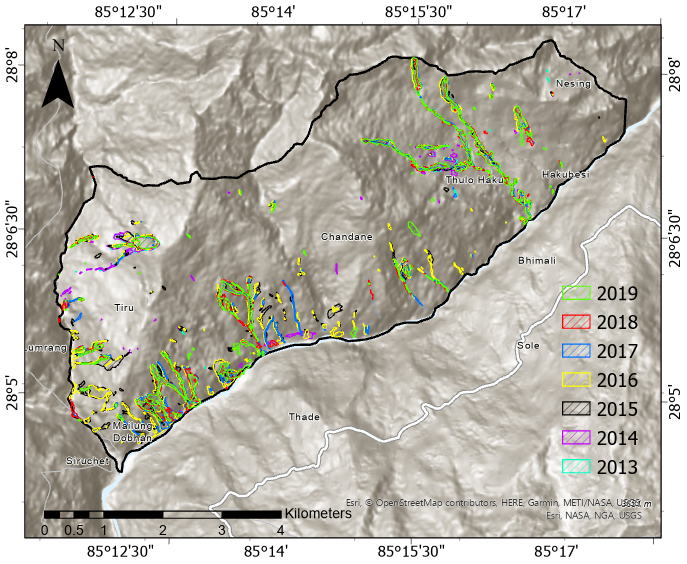 85°12'30" 85°14' 85°15'30" 85°17'
28°8' 28°8'
N
Nesing
Thulo Haku Hakubesi
28°6'30" 28°6'30"
Chandane
Bhimali
Tiru
2019
2018
umrang Sole 2017
2016
28°5' 28°5'
Thade 2015
Mailung
Dobhan 2014
Siruchet 2013
Esri, © OpenStreetMap contributors, HERE, Garmin, METI/NASA, USGS
Kilometers Esri, NASA, NGA, USGS
0 0.5 1 2 3 4
85°12'30" 85°14' 85°15'30" 85°17'